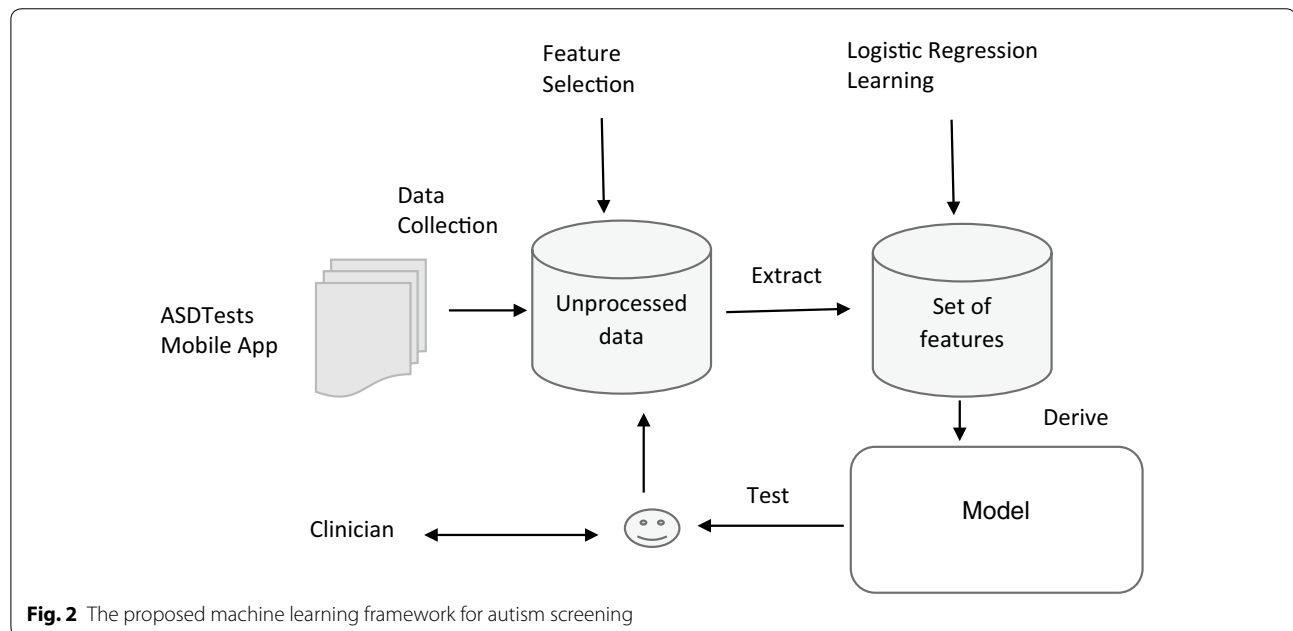 Feature
Selection
Logistic Regression
Learning
Data
Collection
ASDTests
Mobile App
Unprocessed
data
Extract
Set of
features
Derive
Clinician
Test
Model
Fig. 2 The proposed machine learning framework for autism screening